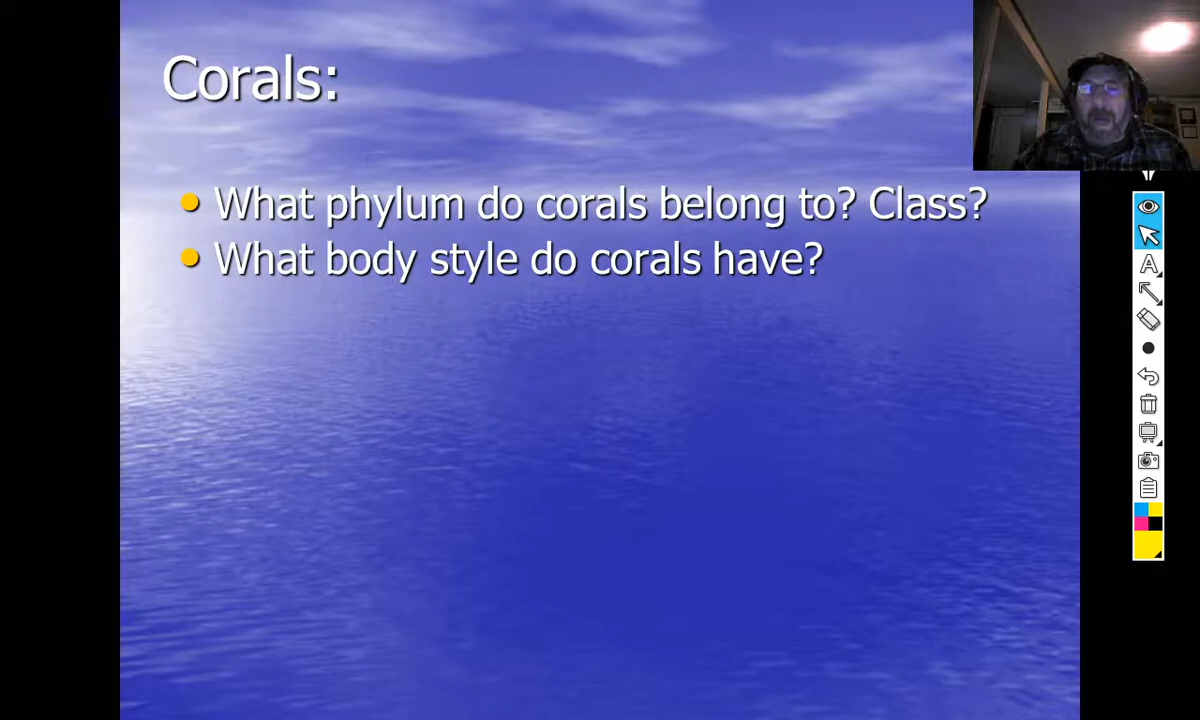 Corals:
What phylum do corals belong to? Class?
What body style do corals have?
A